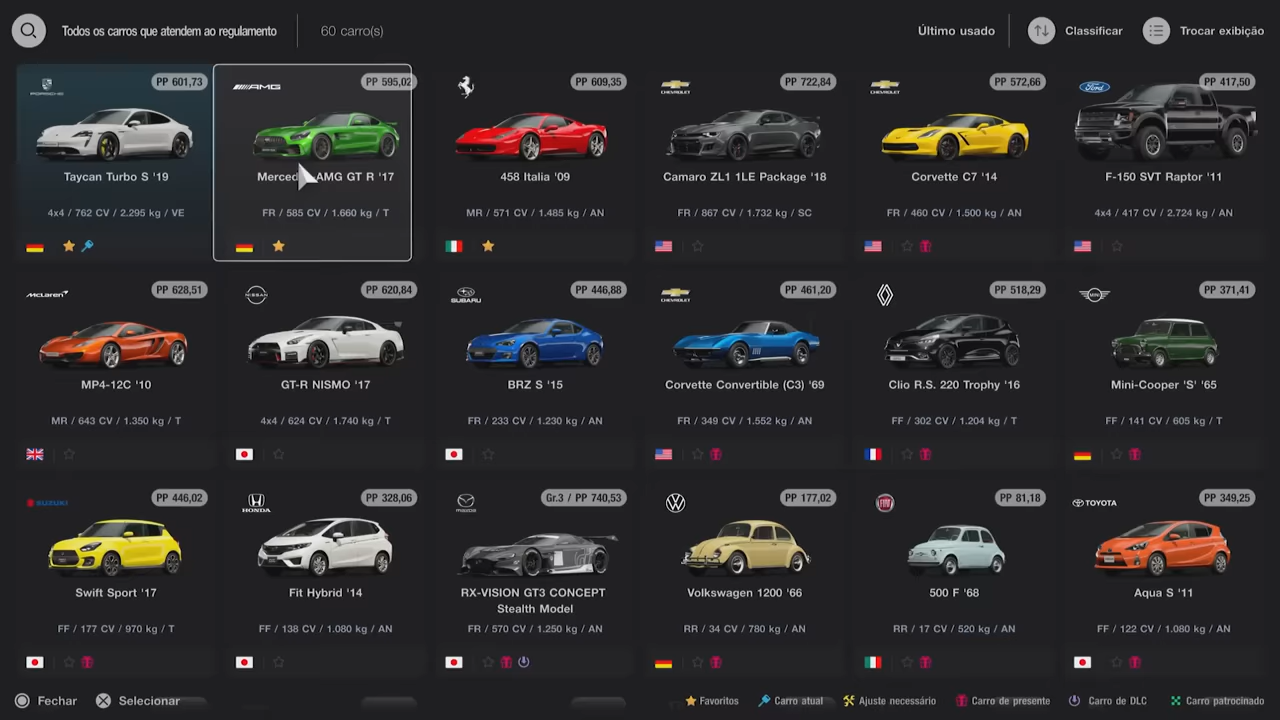 Todos os carros que atendem ao regulamento
60 carro(s)
Último usado
Classificar
Trocar exibição
PORSCHE
PP 601,73
Taycan Turbo S '19
4x4 / 762 CV / 2.295 kg / VE
AMG
PP 595,02
Merced AMG GT R '17
FR / 585 CV / 1.660 kg / T
PP 609,35
458 Italia '09
MR / 571 CV / 1.485 kg / AN
CHEVROLET
PP 722,84
Camaro ZL1 1LE Package '18
FR / 867 CV / 1.732 kg / SC
CHEVROLET
PP 572,66
Corvette C7 '14
FR / 460 CV / 1.500 kg / AN
Ford
PP 417,50
F-150 SVT Raptor '11
4x4 / 417 CV / 2.724 kg / AN
McLaren
PP 628,51
MP4-12C '10
MR / 643 CV / 1.350 kg / T
NISSAN
PP 620,84
GT-R NISMO '17
4x4 / 624 CV / 1.740 kg / T
SUBARU
PP 446,88
BRZ S '15
FR / 233 CV / 1.230 kg / AN
CHEVROLET
PP 461,20
Corvette Convertible (C3) '69
FR / 349 CV / 1.552 kg / AN
PP 518,29
Clio R.S. 220 Trophy '16
FF / 302 CV / 1.204 kg / T
MINI
PP 371,41
Mini-Cooper 'S' '65
FF / 141 CV / 605 kg / T
SUZUKI
PP 446,02
Swift Sport '17
FF / 177 CV / 970 kg / T
HONDA
PP 328,06
Fit Hybrid '14
FF / 138 CV / 1.080 kg / AN
mazda
Gr.3 / PP 740,53
RX-VISION GT3 CONCEPT
Stealth Model
FR / 570 CV / 1.250 kg / AN
PP 177,02
Volkswagen 1200 '66
RR / 34 CV / 780 kg / AN
FIAT
PP 81,18
500 F '68
RR / 17 CV / 520 kg / AN
TOYOTA
PP 349,25
Aqua S '11
FF / 122 CV / 1.080 kg / AN
Fechar
Selecionar
Favoritos
Carro atual
Ajuste necessário
Carro de presente
Carro de DLC
Carro patrocinado